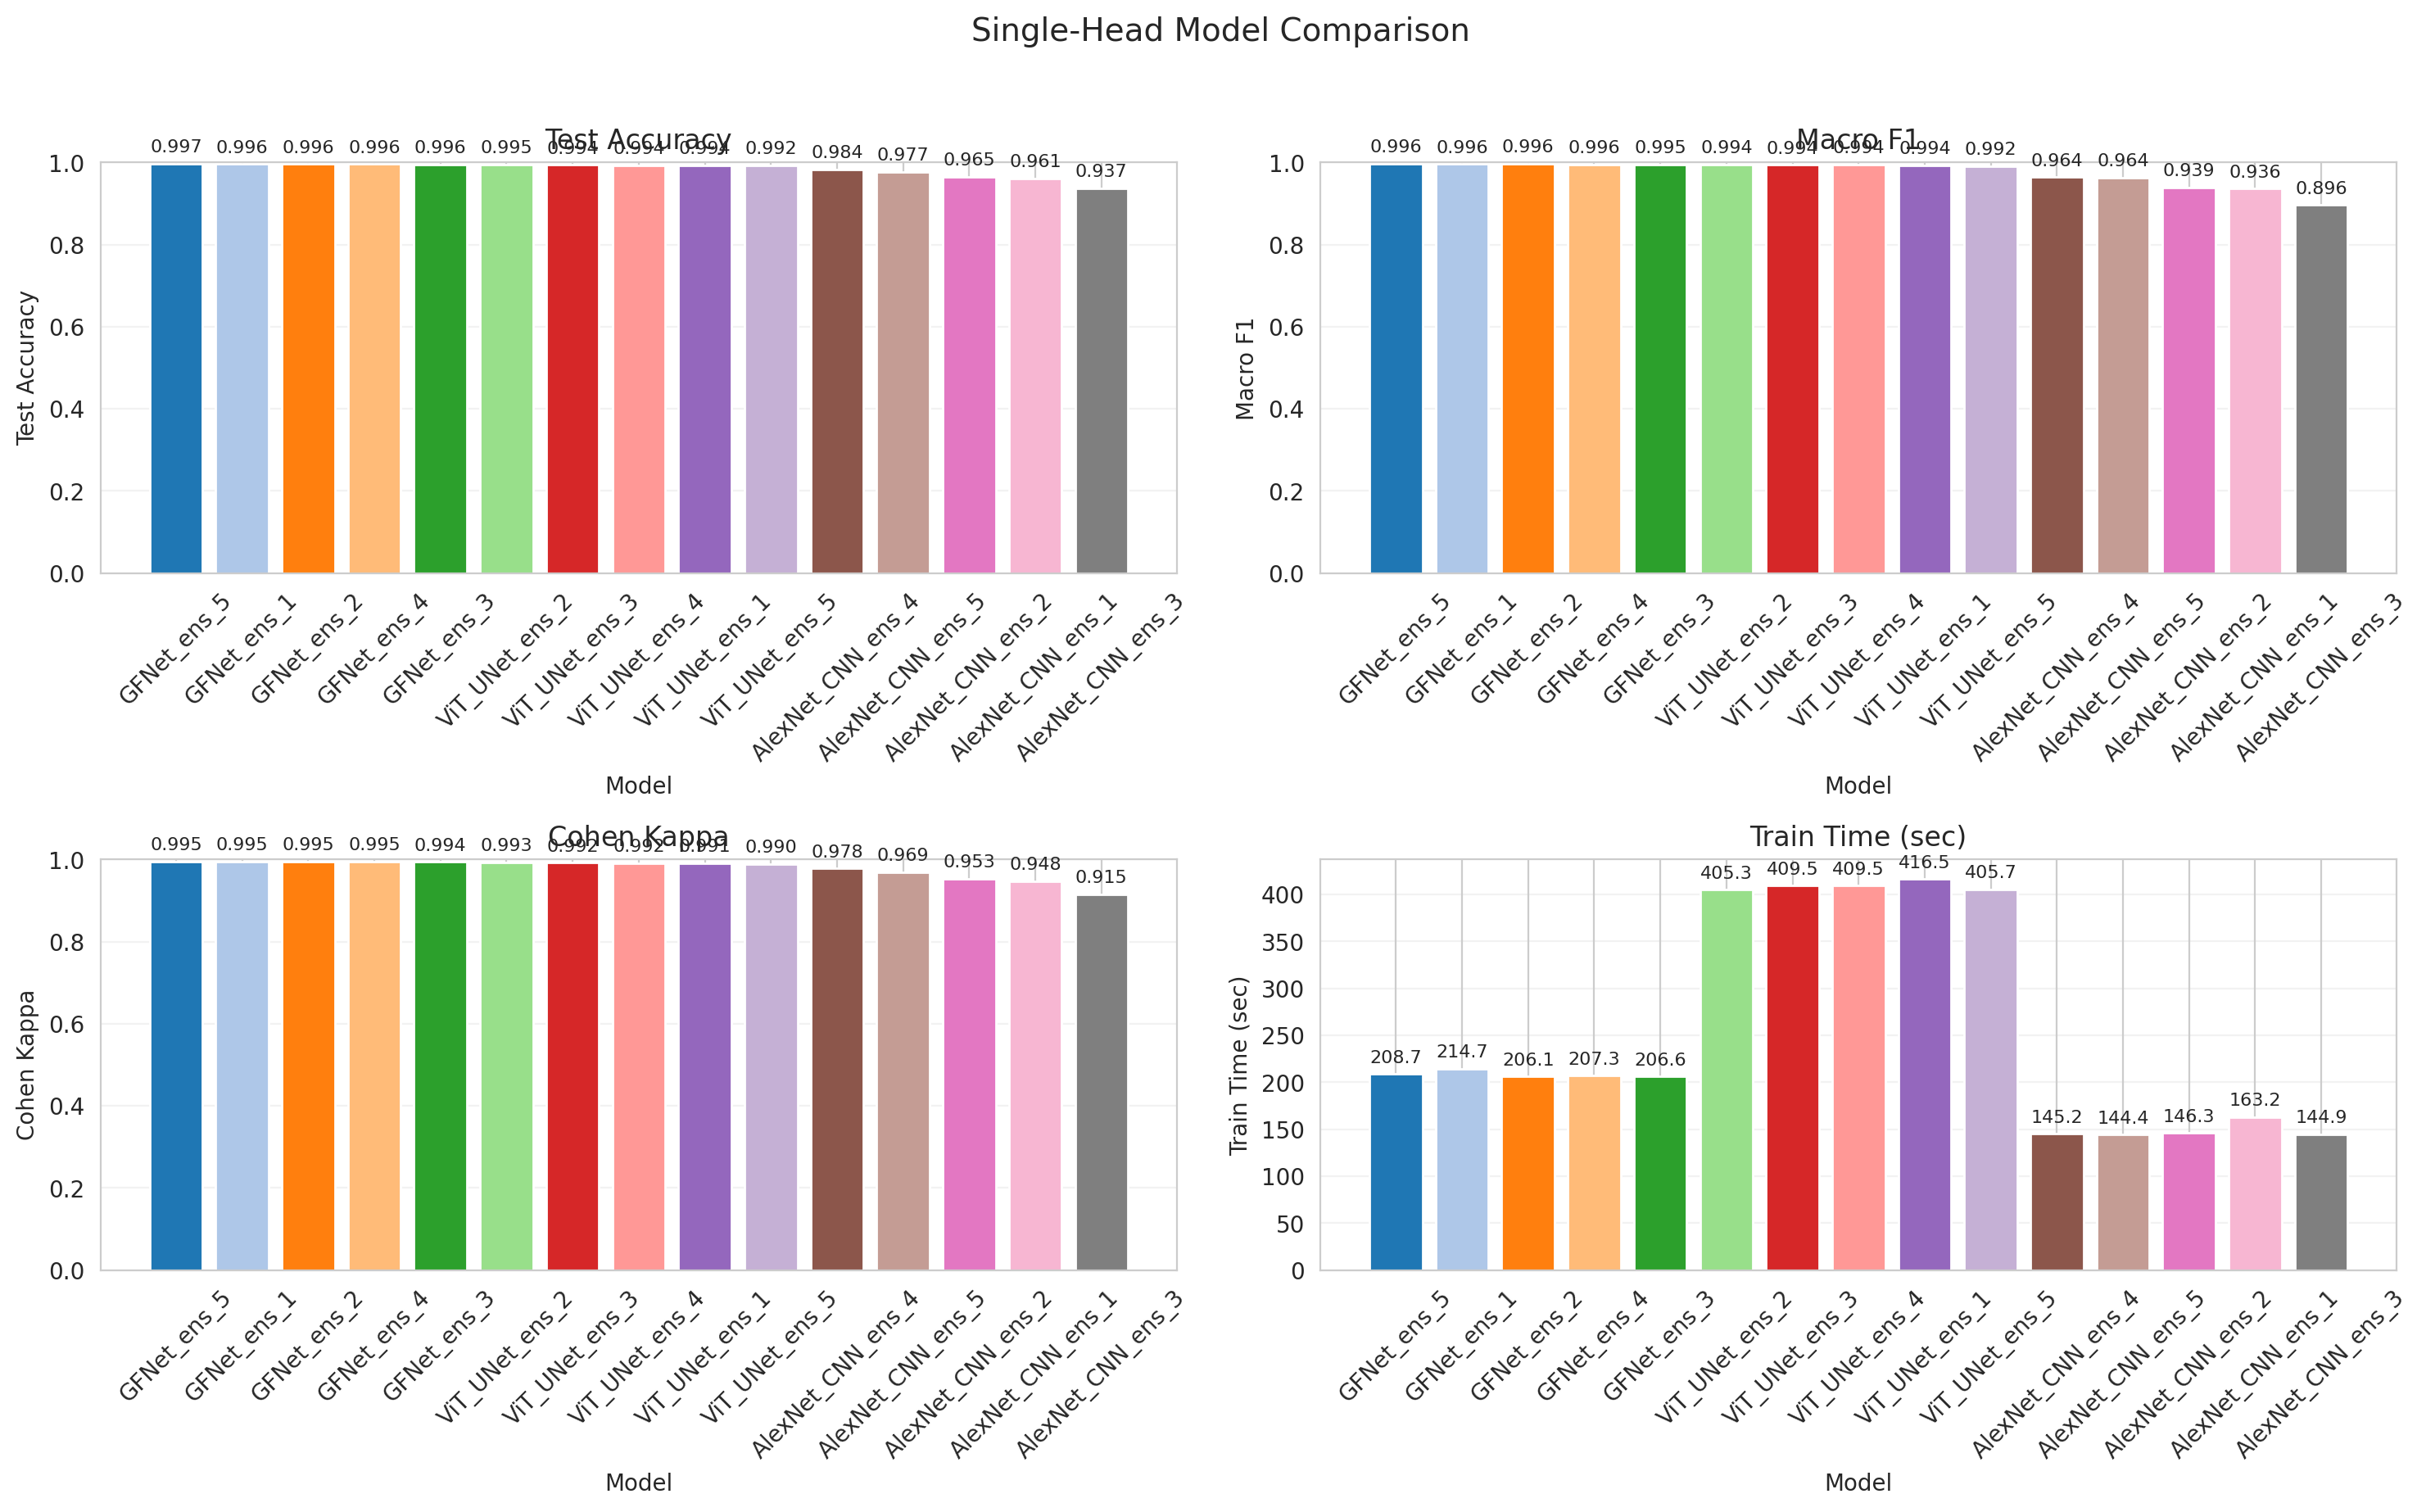 Single-Head Model Comparison
Test Accuracy
0.997 0.996 0.996 0.996 0.996 0.995 0.994 0.994 0.994 0.992 0.984 0.977 0.965 0.961 0.937
1.0
0.8
0.6
0.4
0.2
0.0
Test Accuracy
GFNet_ens_5
GFNet_ens_1
GFNet_ens_2
GFNet_ens_4
GFNet_ens_3
ViT_UNet_ens_2
ViT_UNet_ens_3
ViT_UNet_ens_4
ViT_UNet_ens_1
ViT_UNet_ens_5
AlexNet_CNN_ens_4
AlexNet_CNN_ens_5
AlexNet_CNN_ens_2
AlexNet_CNN_ens_1
AlexNet_CNN_ens_3
Model
Macro F1
0.996 0.996 0.996 0.996 0.995 0.994 0.994 0.994 0.994 0.992 0.964 0.964 0.939 0.936 0.896
1.0
0.8
0.6
0.4
0.2
0.0
Macro F1
GFNet_ens_5
GFNet_ens_1
GFNet_ens_2
GFNet_ens_4
GFNet_ens_3
ViT_UNet_ens_2
ViT_UNet_ens_3
ViT_UNet_ens_4
ViT_UNet_ens_1
ViT_UNet_ens_5
AlexNet_CNN_ens_4
AlexNet_CNN_ens_5
AlexNet_CNN_ens_2
AlexNet_CNN_ens_1
AlexNet_CNN_ens_3
Model
Cohen Kappa
0.995 0.995 0.995 0.995 0.994 0.993 0.992 0.992 0.991 0.990 0.978 0.969 0.953 0.948 0.915
1.0
0.8
0.6
0.4
0.2
0.0
Cohen Kappa
GFNet_ens_5
GFNet_ens_1
GFNet_ens_2
GFNet_ens_4
GFNet_ens_3
ViT_UNet_ens_2
ViT_UNet_ens_3
ViT_UNet_ens_4
ViT_UNet_ens_1
ViT_UNet_ens_5
AlexNet_CNN_ens_4
AlexNet_CNN_ens_5
AlexNet_CNN_ens_2
AlexNet_CNN_ens_1
AlexNet_CNN_ens_3
Model
Train Time (sec)
208.7 214.7 206.1 207.3 206.6 405.3 409.5 409.5 416.5 405.7 145.2 144.4 146.3 163.2 144.9
400
350
300
250
200
150
100
50
0
Train Time (sec)
GFNet_ens_5
GFNet_ens_1
GFNet_ens_2
GFNet_ens_4
GFNet_ens_3
ViT_UNet_ens_2
ViT_UNet_ens_3
ViT_UNet_ens_4
ViT_UNet_ens_1
ViT_UNet_ens_5
AlexNet_CNN_ens_4
AlexNet_CNN_ens_5
AlexNet_CNN_ens_2
AlexNet_CNN_ens_1
AlexNet_CNN_ens_3
Model